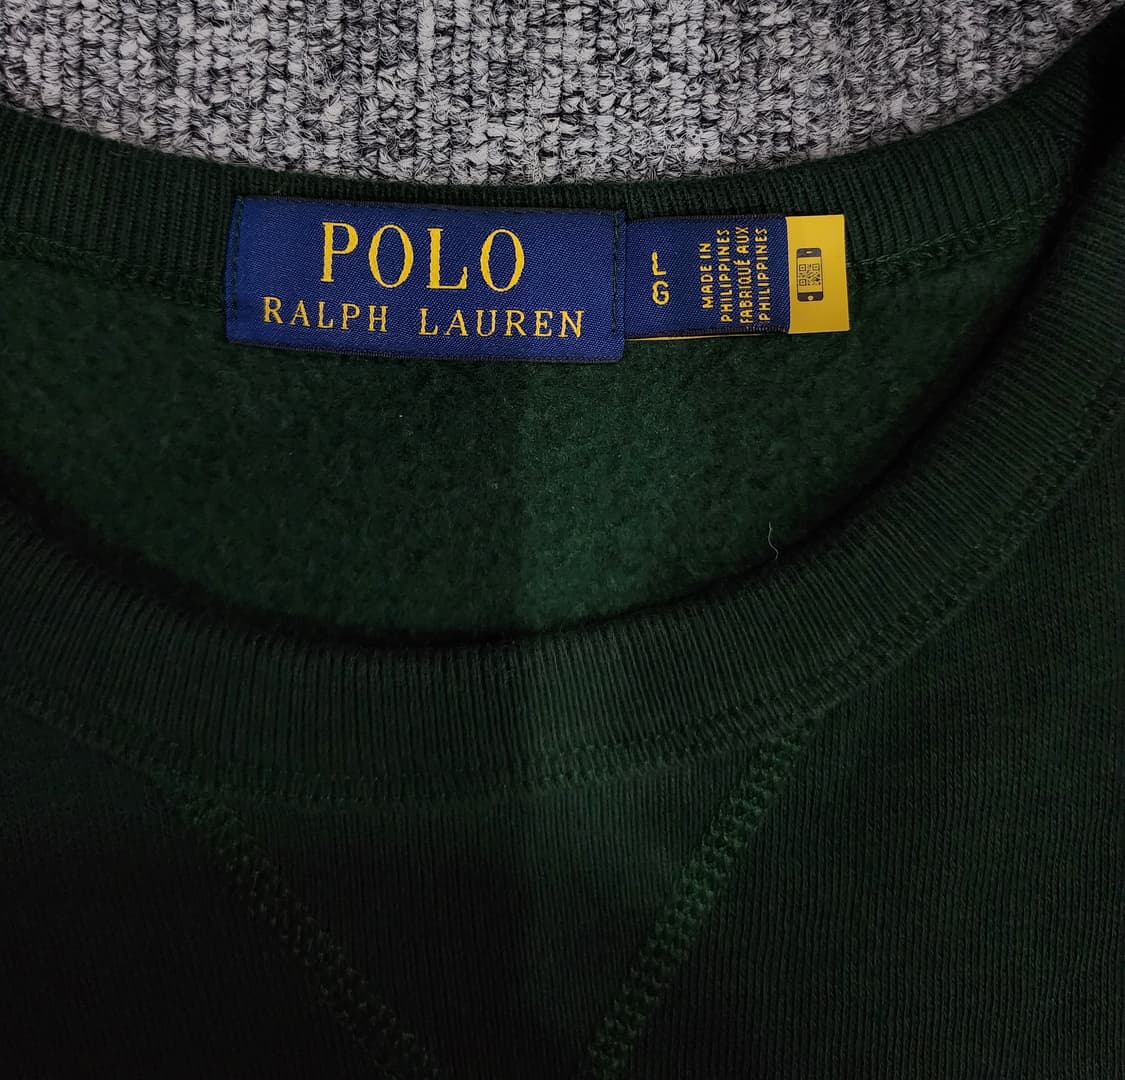 POLO
RALPH LAUREN
L
G
MADE IN
PHILIPPINES
FABRIQUÉ AUX
PHILIPPINES